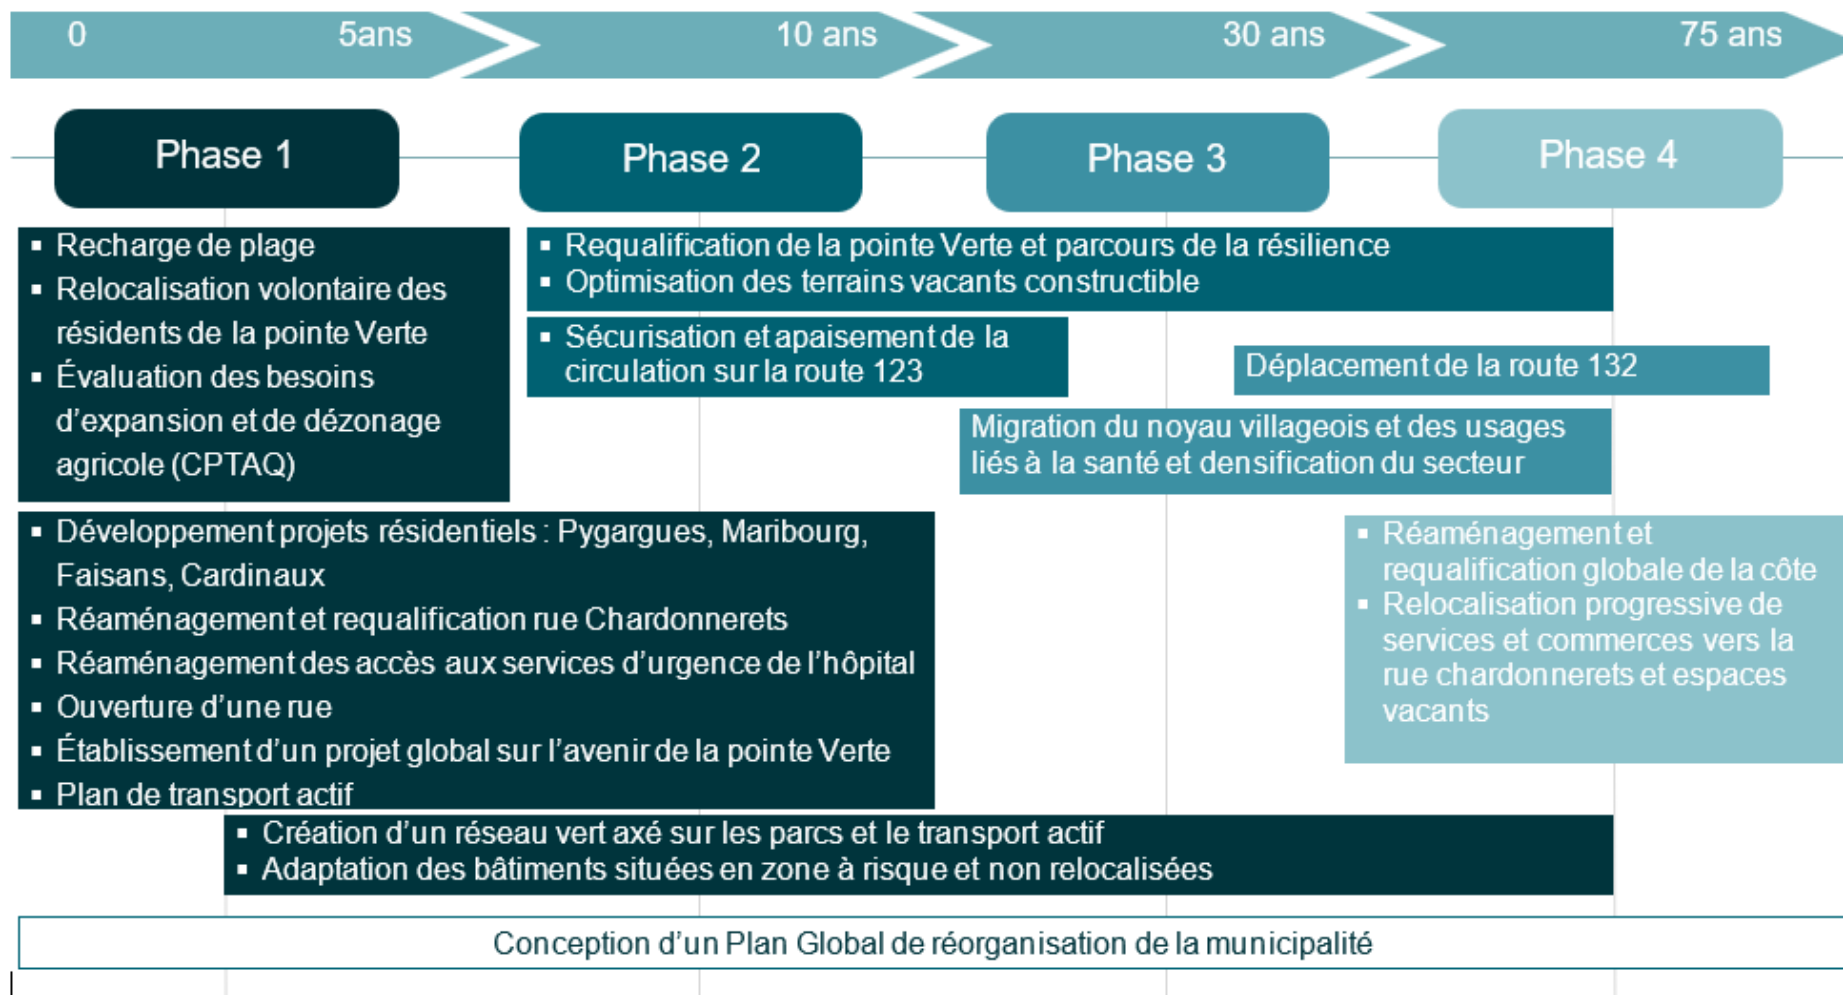 0 5ans 10 ans 30 ans 75 ans
Phase 1
Phase 2
Phase 3
Phase 4
▪ Recharge de plage
▪ Relocalisation volontaire des
résidents de la pointe Verte
▪ Évaluation des besoins
d'expansion et de dézonage
agricole (CPTAQ)
▪ Requalification de la pointe Verte et parcours de la résilience
▪ Optimisation des terrains vacants constructible
▪ Sécurisation et apaisement de la
circulation sur la route 123
Déplacement de la route 132
Migration du noyau villageois et des usages
liés à la santé et densification du secteur
▪ Développement projets résidentiels : Pygargues, Maribourg,
Faisans, Cardinaux
▪ Réaménagement et requalification rue Chardonnerets
▪ Réaménagement des accès aux services d'urgence de l'hôpital
▪ Ouverture d'une rue
▪ Établissement d'un projet global sur l'avenir de la pointe Verte
▪ Plan de transport actif
▪ Réaménagement et
requalification globale de la côte
▪ Relocalisation progressive de
services et commerces vers la
rue chardonnerets et espaces
vacants
▪ Création d'un réseau vert axé sur les parcs et le transport actif
▪ Adaptation des bâtiments situées en zone à risque et non relocalisées
Conception d'un Plan Global de réorganisation de la municipalité